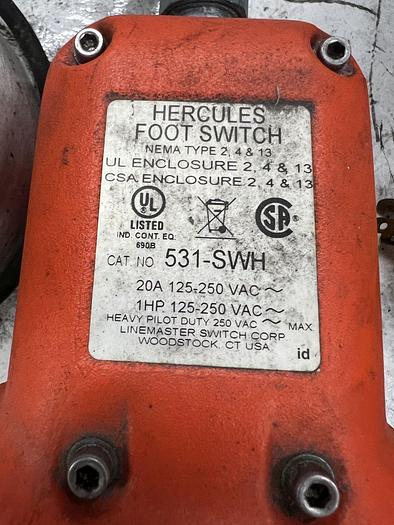 HERCULES
FOOT SWITCH
NEMA TYPE 2, 4 & 13
UL ENCLOSURE 2, 4 & 13
CSA ENCLOSURE 2, 4 & 13
UL
LISTED
IND. CONT. EQ.
690B
SA
CAT. NO. 531-SWH
20A 125-250 VAC ~
1HP 125-250 VAC ~
HEAVY PILOT DUTY 250 VAC ~ MAX
LINEMASTER SWITCH CORP
WOODSTOCK, CT USA
id